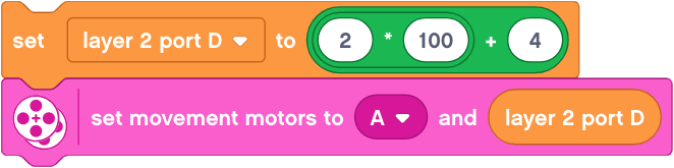 set layer 2 port D to 2 * 100 + 4
set movement motors to A and layer 2 port D